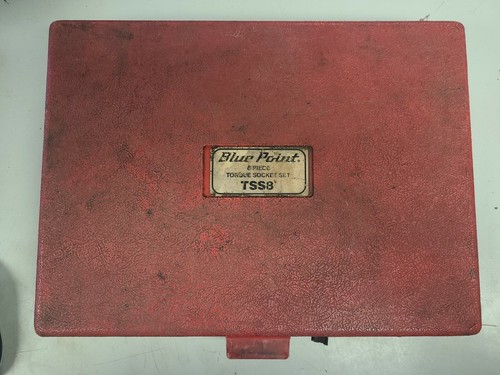 Blue Point.
8 PIECE
TORQUE SOCKET SET
TSS8